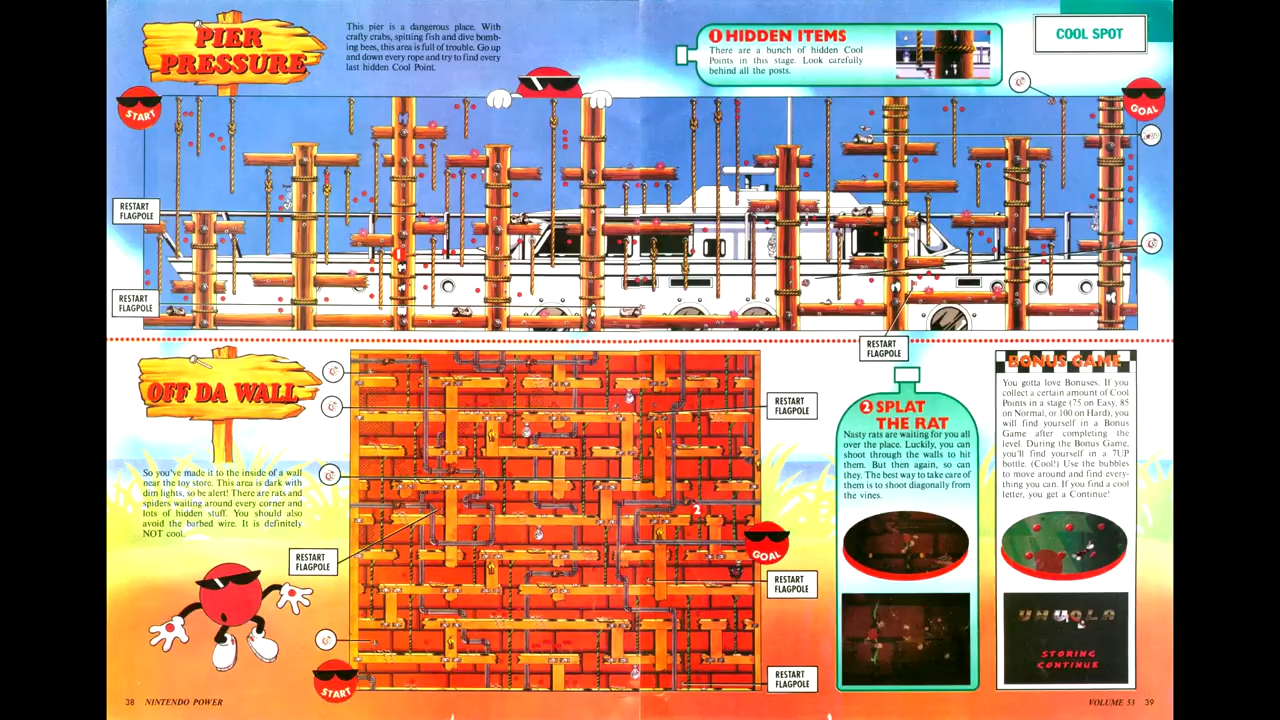 PIER
PRESSURE
This pier is a dangerous place. With
crafty crabs, spitting fish and dive bomb-
ing bees, this area is full of trouble. Go up
and down every rope and try to find every
last hidden Cool Point.
1 HIDDEN ITEMS
There are a bunch of hidden Cool
Points in this stage. Look carefully
behind all the posts.
COOL SPOT
START
GOAL
RESTART
FLAGPOLE
1
RESTART
FLAGPOLE
RESTART
FLAGPOLE
OFF DA WALL
So you've made it to the inside of a wall
near the toy store. This area is dark with
dim lights, so be alert! There are rats and
spiders waiting around every corner and
lots of hidden stuff. You should also
avoid the barbed wire. It is definitely
NOT cool.
RESTART
FLAGPOLE
2
GOAL
RESTART
FLAGPOLE
RESTART
FLAGPOLE
START
RESTART
FLAGPOLE
2 SPLAT
THE RAT
Nasty rats are waiting for you all
over the place. Luckily, you can
shoot through the walls to hit
them. But then again, so can
they. The best way to take care of
them is to shoot diagonally from
the vines.
BONUS GAME
You gotta love Bonuses. If you
collect a certain amount of Cool
Points in a stage (75 on Easy, 85
on Normal, or 100 on Hard), you
will find yourself in a Bonus
Game after completing the
level. During the Bonus Game,
you'll find yourself in a 7UP
bottle. (Cool!) Use the bubbles
to move around and find every-
thing you can. If you find a cool
letter, you get a Continue!
STORING
CONTINUE
38 NINTENDO POWER
VOLUME 53 39